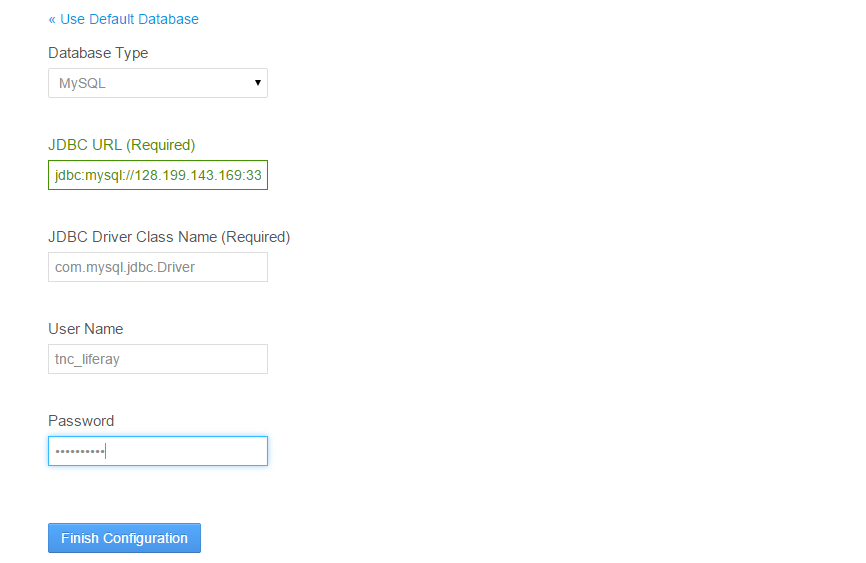 « Use Default Database
Database Type
MySQL
JDBC URL (Required)
jdbc:mysql://128.199.143.169:33
JDBC Driver Class Name (Required)
com.mysql.jdbc.Driver
User Name
tnc_liferay
Password
••••••••••
Finish Configuration